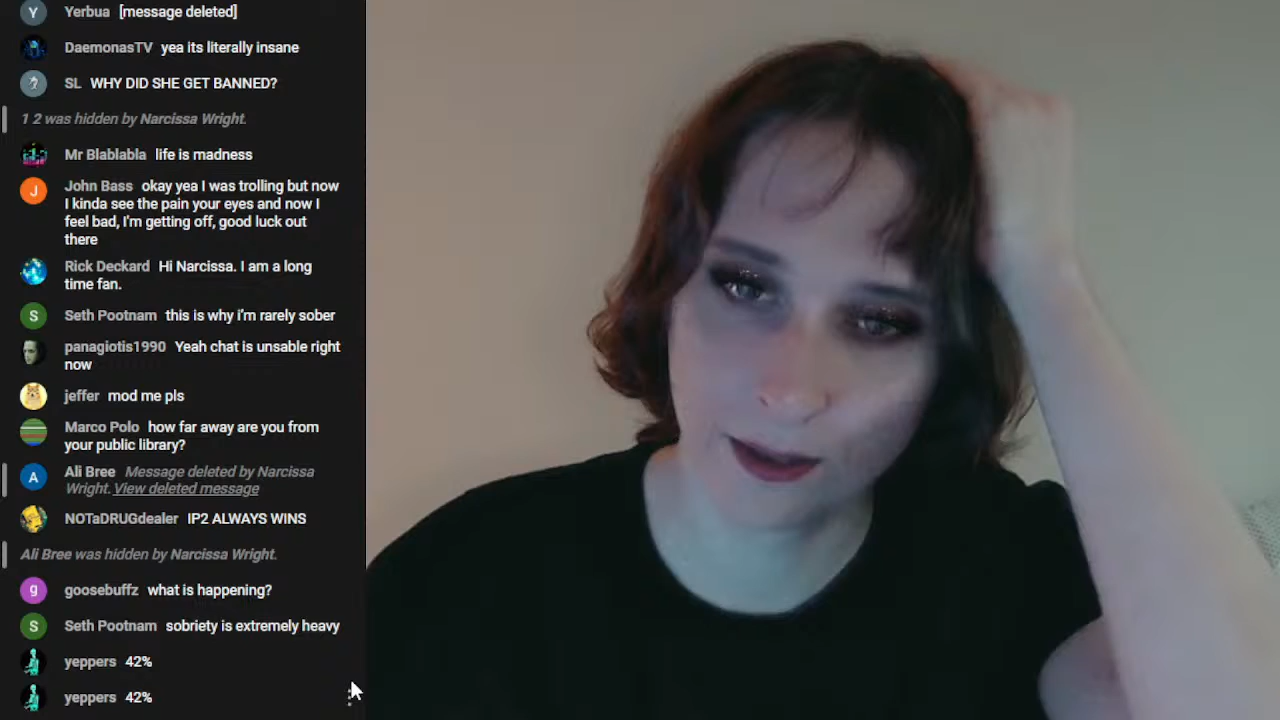 Y Yerbua [message deleted]
DaemonasTV yea its literally insane
SL WHY DID SHE GET BANNED?
1 2 was hidden by Narcissa Wright.
Mr Blablabla life is madness
J John Bass okay yea I was trolling but now
I kinda see the pain your eyes and now I
feel bad, I'm getting off, good luck out
there
Rick Deckard Hi Narcissa. I am a long
time fan.
S Seth Pootnam this is why i'm rarely sober
panagiotis1990 Yeah chat is unsable right
now
jeffer mod me pls
Marco Polo how far away are you from
your public library?
A Ali Bree Message deleted by Narcissa
Wright. View deleted message
NOTaDRUGdealer IP2 ALWAYS WINS
Ali Bree was hidden by Narcissa Wright.
g goosebuffz what is happening?
S Seth Pootnam sobriety is extremely heavy
yeppers 42%
yeppers 42%